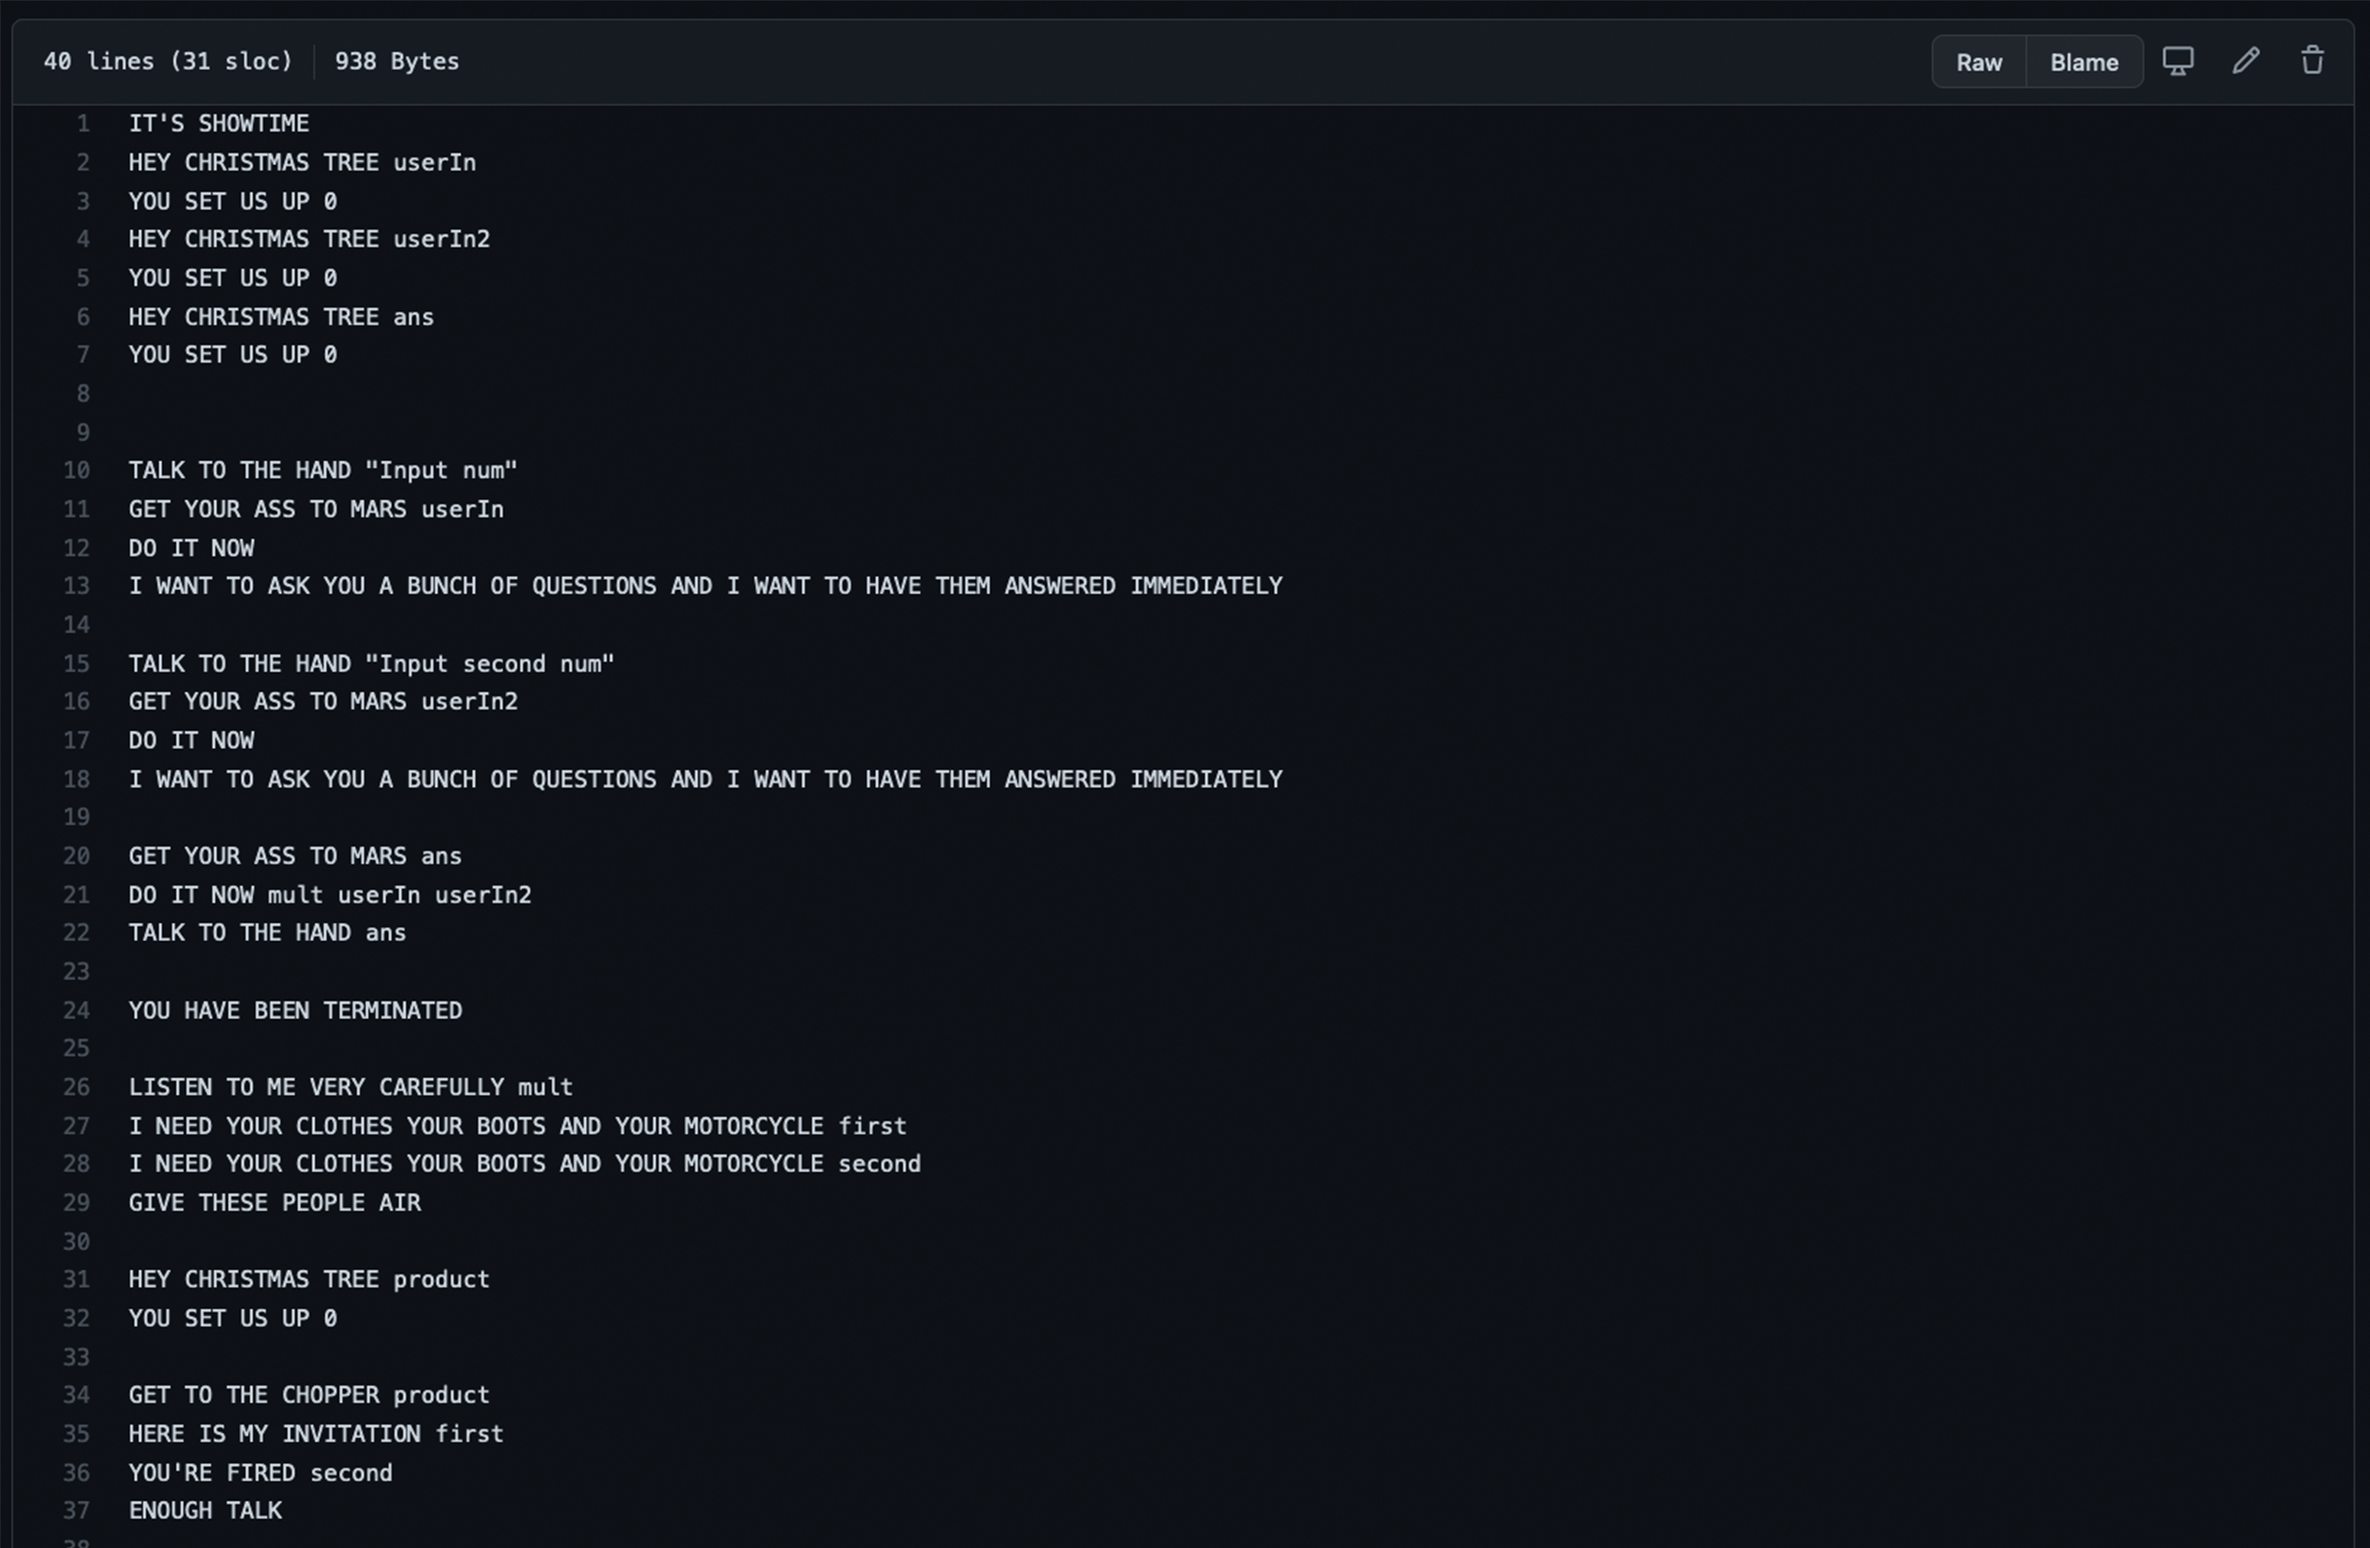 40 lines (31 sloc) 938 Bytes Raw Blame
1 IT'S SHOWTIME
2 HEY CHRISTMAS TREE userIn
3 YOU SET US UP 0
4 HEY CHRISTMAS TREE userIn2
5 YOU SET US UP 0
6 HEY CHRISTMAS TREE ans
7 YOU SET US UP 0
8
9
10 TALK TO THE HAND "Input num"
11 GET YOUR ASS TO MARS userIn
12 DO IT NOW
13 I WANT TO ASK YOU A BUNCH OF QUESTIONS AND I WANT TO HAVE THEM ANSWERED IMMEDIATELY
14
15 TALK TO THE HAND "Input second num"
16 GET YOUR ASS TO MARS userIn2
17 DO IT NOW
18 I WANT TO ASK YOU A BUNCH OF QUESTIONS AND I WANT TO HAVE THEM ANSWERED IMMEDIATELY
19
20 GET YOUR ASS TO MARS ans
21 DO IT NOW mult userIn userIn2
22 TALK TO THE HAND ans
23
24 YOU HAVE BEEN TERMINATED
25
26 LISTEN TO ME VERY CAREFULLY mult
27 I NEED YOUR CLOTHES YOUR BOOTS AND YOUR MOTORCYCLE first
28 I NEED YOUR CLOTHES YOUR BOOTS AND YOUR MOTORCYCLE second
29 GIVE THESE PEOPLE AIR
30
31 HEY CHRISTMAS TREE product
32 YOU SET US UP 0
33
34 GET TO THE CHOPPER product
35 HERE IS MY INVITATION first
36 YOU'RE FIRED second
37 ENOUGH TALK
38